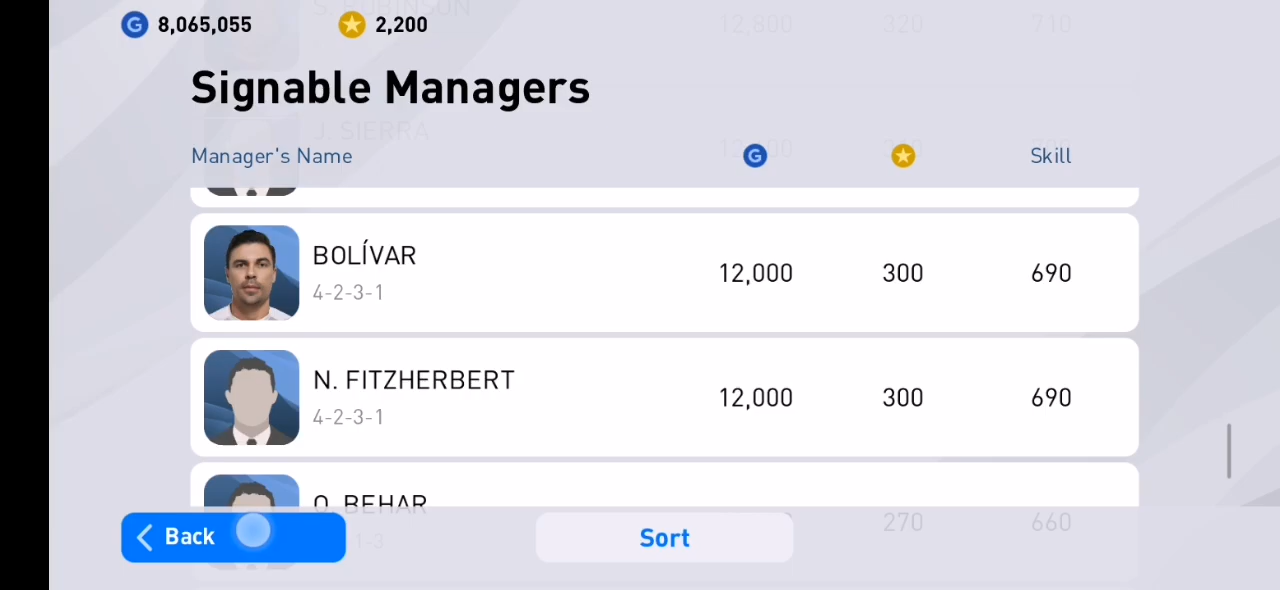 S. ROBINSON 12,800 320 710
G 8,065,055 2,200
Signable Managers
J. SIERRA
Manager's Name G Skill
BOLÍVAR
4-2-3-1
12,000 300 690
N. FITZHERBERT
4-2-3-1
12,000 300 690
O. BEHAR
270 660
Back
Sort